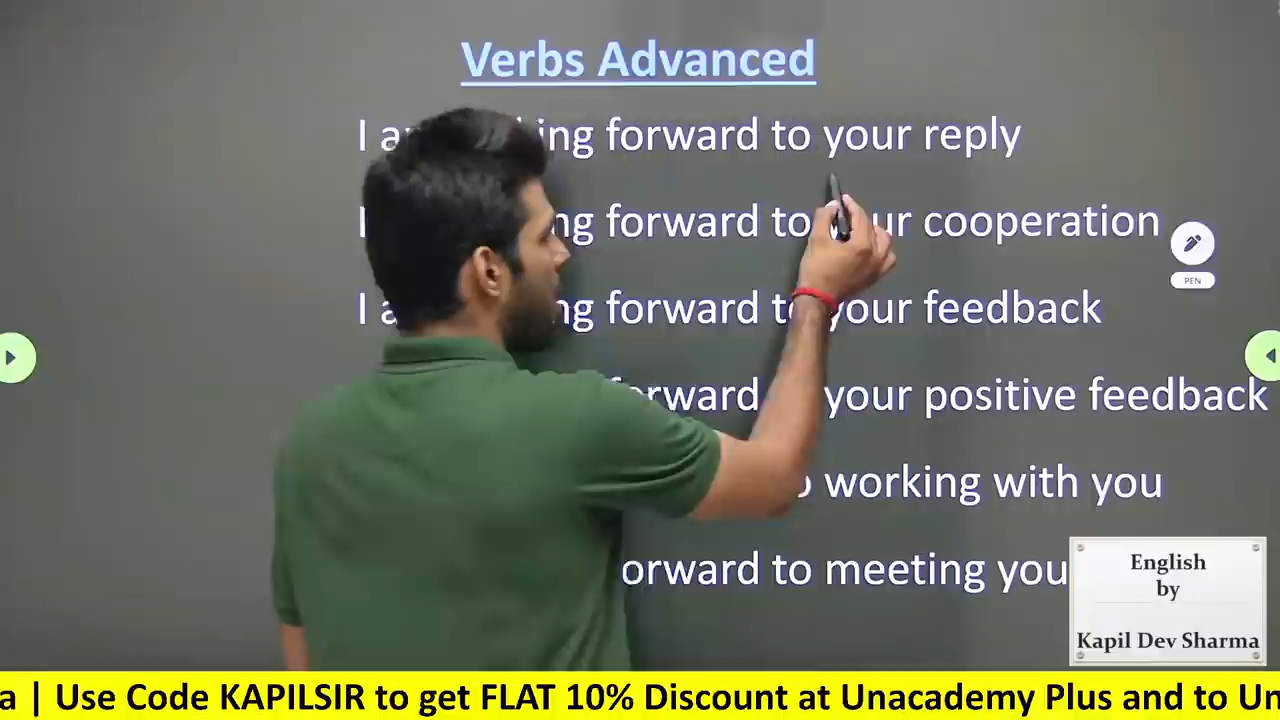 Verbs Advanced
I a ing forward to your reply
I ng forward to our cooperation
I a ng forward to your feedback
forward your positive feedback
working with you
orward to meeting you
PEN
English
by
Kapil Dev Sharma
a | Use Code KAPILSIR to get FLAT 10% Discount at Unacademy Plus and to Un